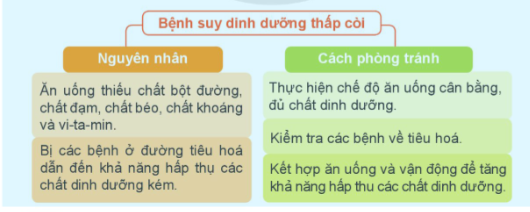 Bệnh suy dinh dưỡng thấp còi
Nguyên nhân
Ăn uống thiếu chất bột đường,
chất đạm, chất béo, chất khoáng
và vi-ta-min.
Bị các bệnh ở đường tiêu hoá
dẫn đến khả năng hấp thụ các
chất dinh dưỡng kém.
Cách phòng tránh
Thực hiện chế độ ăn uống cân bằng,
đủ chất dinh dưỡng.
Kiểm tra các bệnh về tiêu hoá.
Kết hợp ăn uống và vận động để tăng
khả năng hấp thu các chất dinh dưỡng.